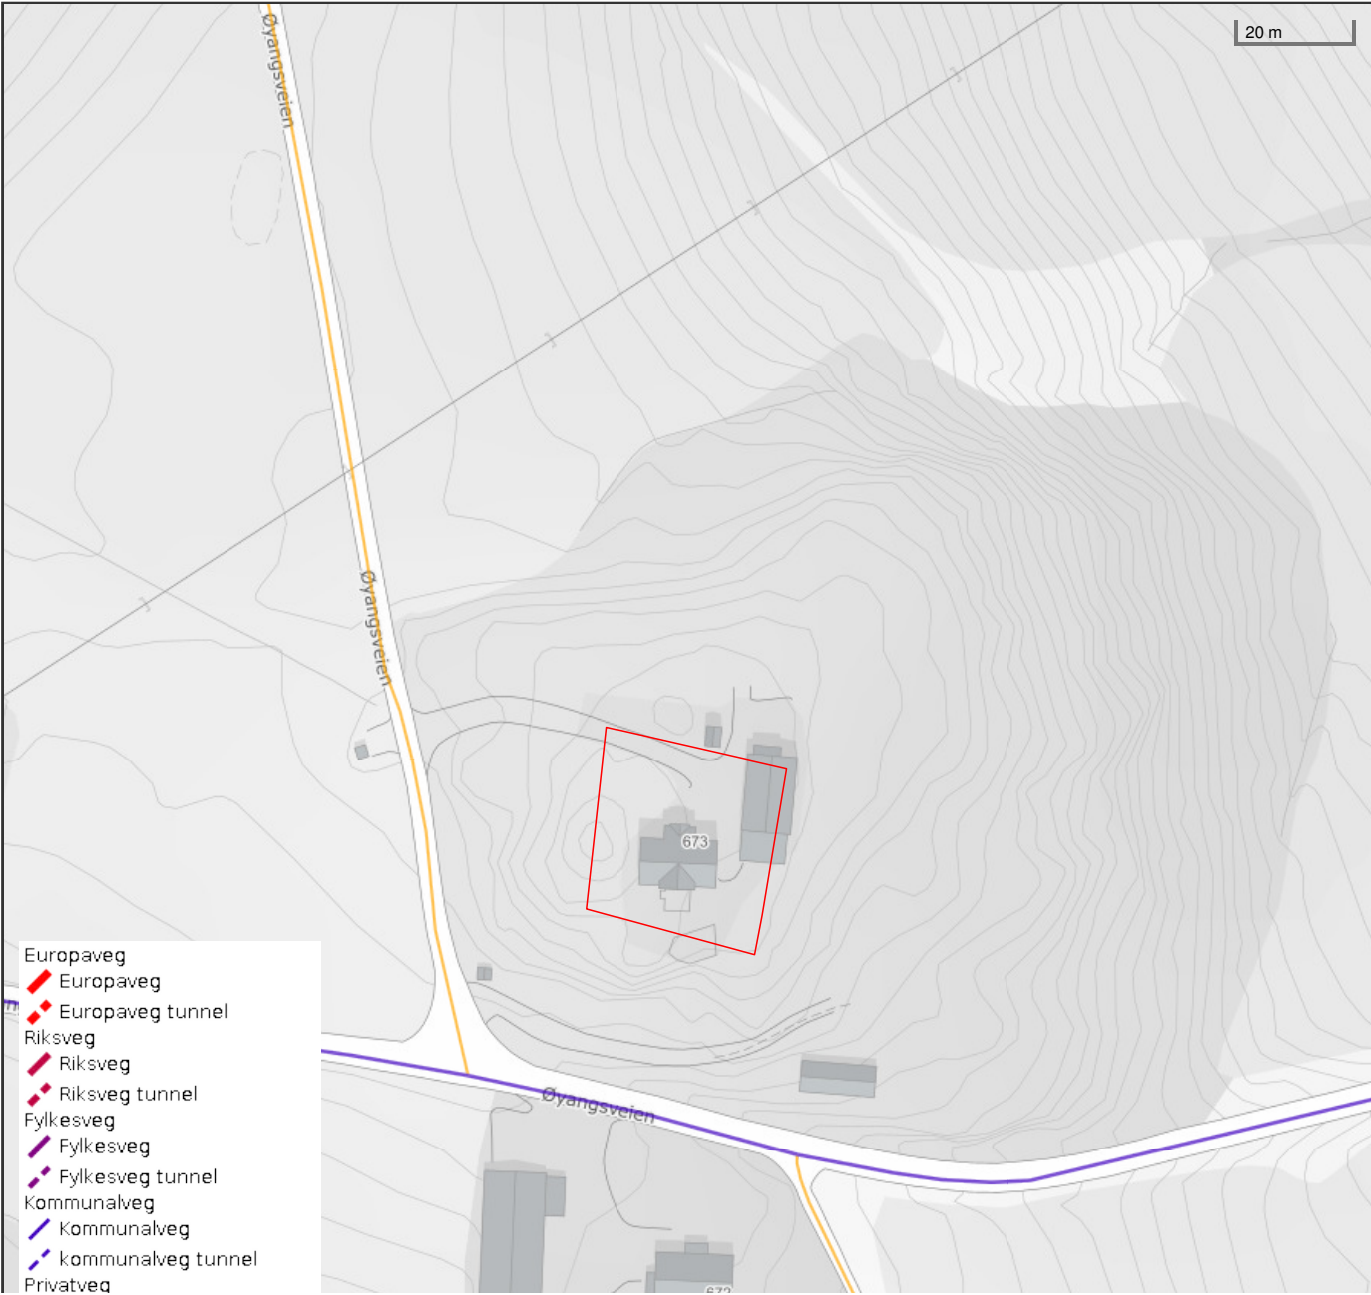 20 m
Øyangsveien
Øyangsveien
673
Europaveg
Europaveg
Europaveg tunnel
Riksveg
Riksveg
Riksveg tunnel
Fylkesveg
Fylkesveg
Fylkesveg tunnel
Kommunalveg
Kommunalveg
kommunalveg tunnel
Privatveg
Øyangsveien
672